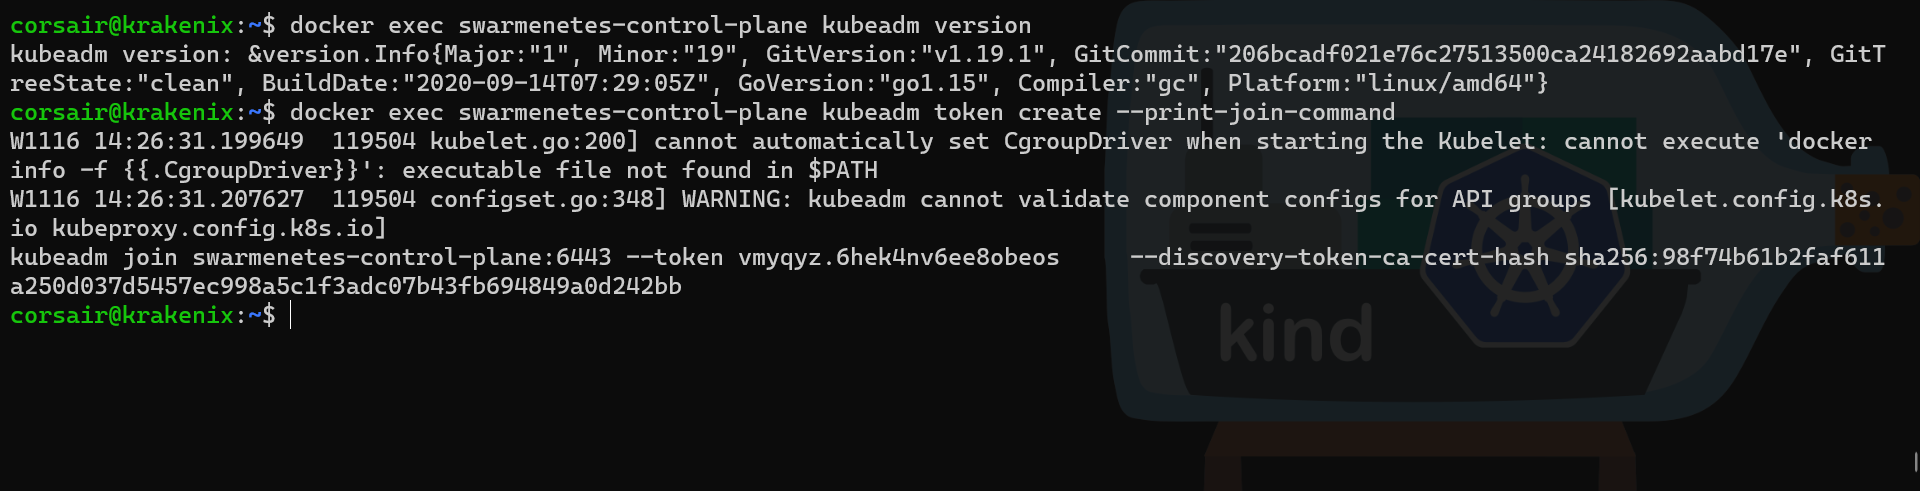 corsair@krakenix:~$ docker exec swarmenetes-control-plane kubeadm version
kubeadm version: &version.Info{Major:"1", Minor:"19", GitVersion:"v1.19.1", GitCommit:"206bcadf021e76c27513500ca24182692aabd17e", GitT
reeState:"clean", BuildDate:"2020-09-14T07:29:05Z", GoVersion:"go1.15", Compiler:"gc", Platform:"linux/amd64"}
corsair@krakenix:~$ docker exec swarmenetes-control-plane kubeadm token create --print-join-command
W1116 14:26:31.199649  119504 kubelet.go:200] cannot automatically set CgroupDriver when starting the Kubelet: cannot execute 'docker
info -f {{.CgroupDriver}}': executable file not found in $PATH
W1116 14:26:31.207627  119504 configset.go:348] WARNING: kubeadm cannot validate component configs for API groups [kubelet.config.k8s.
io kubeproxy.config.k8s.io]
kubeadm join swarmenetes-control-plane:6443 --token vmyqyz.6hek4nv6ee8obeos     --discovery-token-ca-cert-hash sha256:98f74b61b2faf611
a250d037d5457ec998a5c1f3adc07b43fb694849a0d242bb
corsair@krakenix:~$
kind